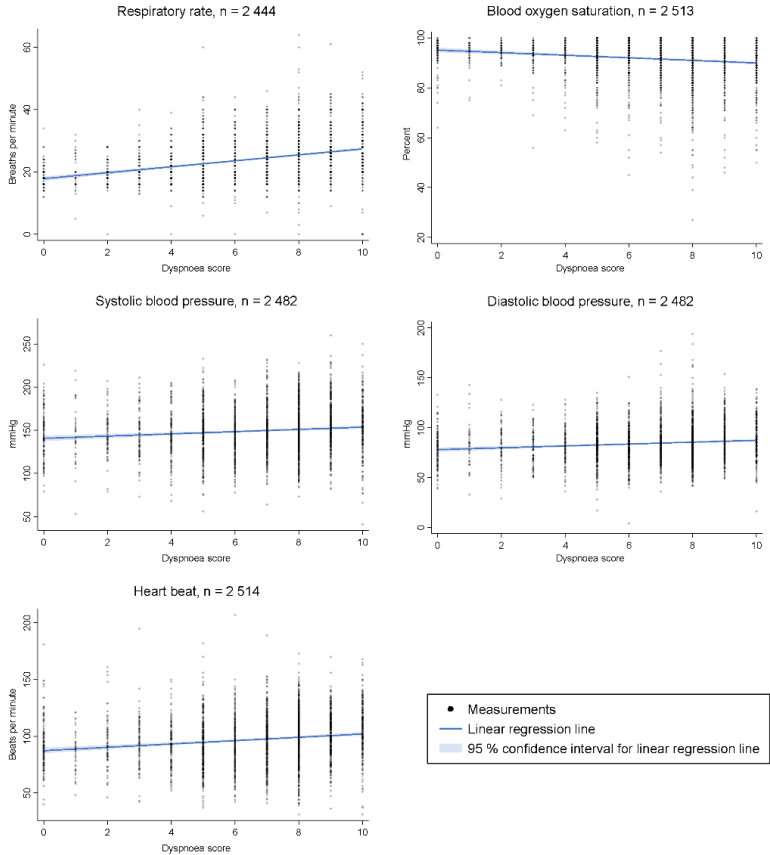 Respiratory rate, n = 2 444
Breaths per minute
60
40
20
0
0 2 4 6 8 10
Dyspnoea score
Blood oxygen saturation, n = 2 513
Percent
100
80
60
40
20
0 2 4 6 8 10
Dyspnoea score
Systolic blood pressure, n = 2 482
mmHg
250
200
150
100
50
0 2 4 6 8 10
Dyspnoea score
Diastolic blood pressure, n = 2 482
mmHg
200
150
100
50
0
0 2 4 6 8 10
Dyspnoea score
Heart beat, n = 2 514
Beats per minute
200
150
100
50
0 2 4 6 8 10
Dyspnoea score
Measurements
Linear regression line
95 % confidence interval for linear regression line